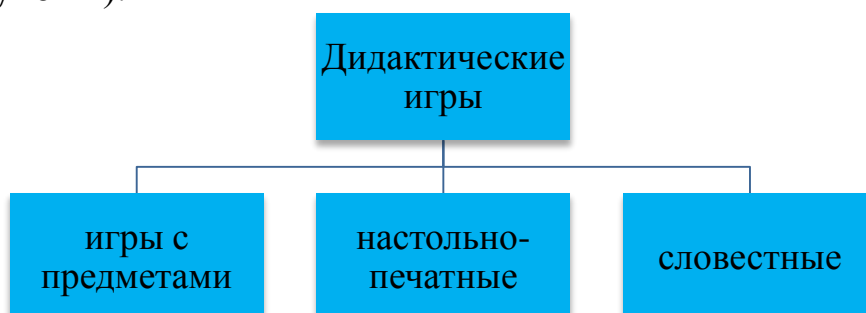 Дидактические
игры
игры с
предметами
настольно-
печатные
словестные